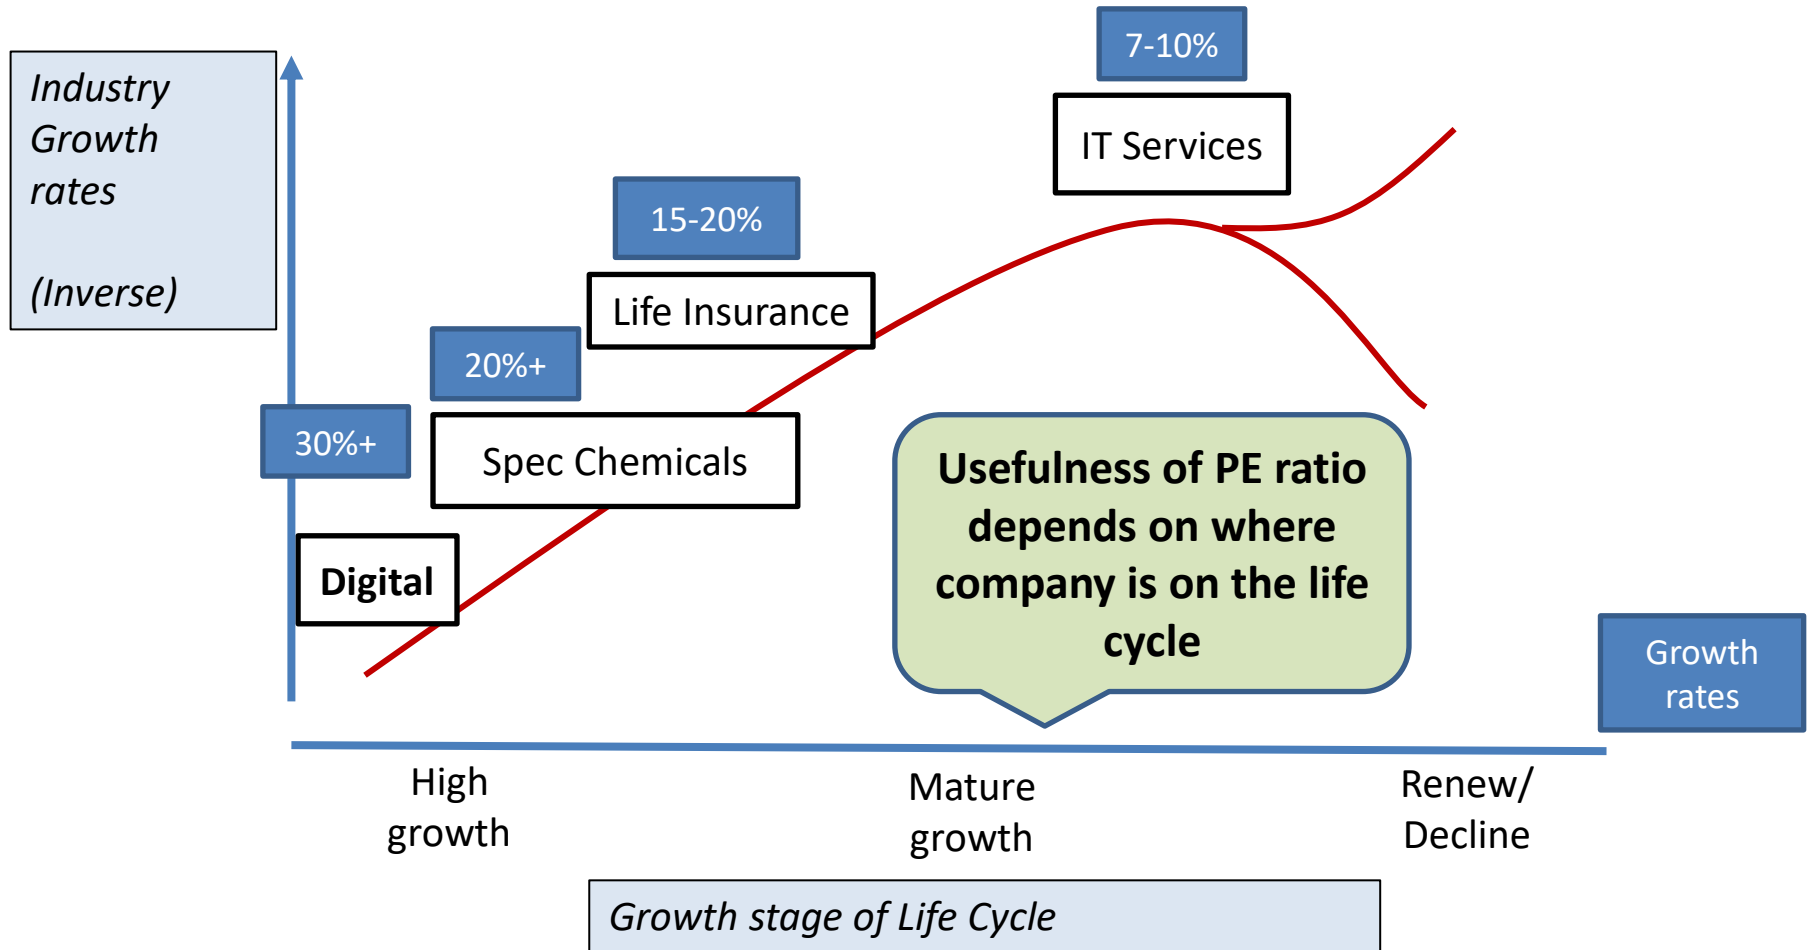 Industry
Growth
rates
(Inverse)
7-10%
IT Services
15-20%
Life Insurance
20%+
Spec Chemicals
30%+
Digital
Usefulness of PE ratio
depends on where
company is on the life
cycle
Growth
rates
High
growth
Mature
growth
Renew/
Decline
Growth stage of Life Cycle